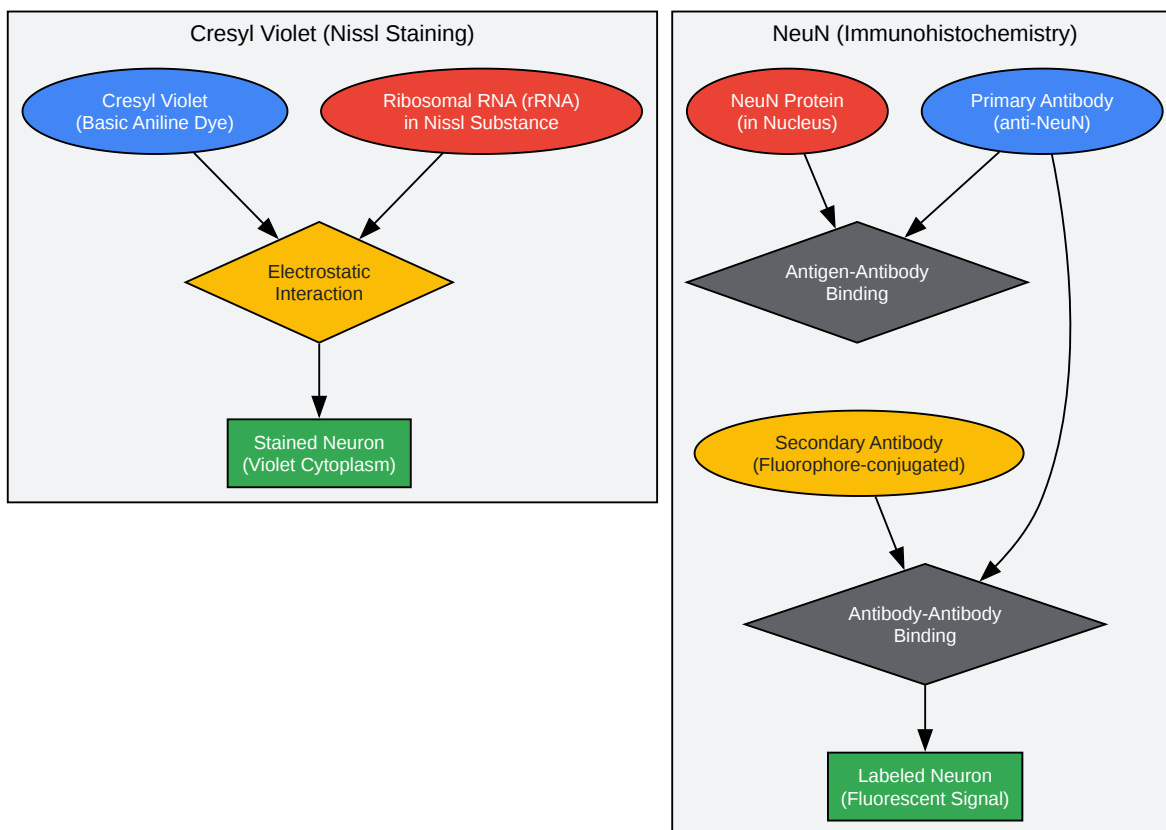 Cresyl Violet (Nissl Staining)
Cresyl Violet
(Basic Aniline Dye)
Ribosomal RNA (rRNA)
in Nissl Substance
Electrostatic
Interaction
Stained Neuron
(Violet Cytoplasm)
NeuN (Immunohistochemistry)
NeuN Protein
(in Nucleus)
Primary Antibody
(anti-NeuN)
Antigen-Antibody
Binding
Secondary Antibody
(Fluorophore-conjugated)
Antibody-Antibody
Binding
Labeled Neuron
(Fluorescent Signal)